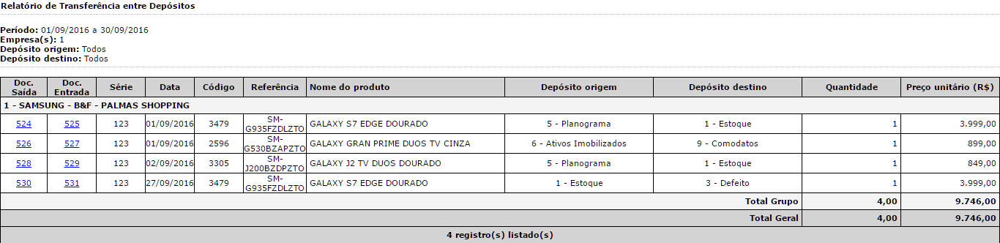 Relatório de Transferência entre Depósitos
Período: 01/09/2016 a 30/09/2016
Empresa(s): 1
Depósito origem: Todos
Depósito destino: Todos
Doc. Saída Doc. Entrada Série Data Código Referência Nome do produto Depósito origem Depósito destino Quantidade Preço unitário (R$)
1 - SAMSUNG - B&F - PALMAS SHOPPING
524 525 123 01/09/2016 3479 SM-G935FZDLZTO GALAXY S7 EDGE DOURADO 5 - Planograma 1 - Estoque 1 3.999,00
526 527 123 01/09/2016 2596 SM-G530BZAPZTO GALAXY GRAN PRIME DUOS TV CINZA 6 - Ativos Imobilizados 9 - Comodatos 1 899,00
528 529 123 02/09/2016 3305 SM-J200BZDPZTO GALAXY J2 TV DUOS DOURADO 5 - Planograma 1 - Estoque 1 849,00
530 531 123 27/09/2016 3479 SM-G935FZDLZTO GALAXY S7 EDGE DOURADO 1 - Estoque 3 - Defeito 1 3.999,00
Total Grupo 4,00 9.746,00
Total Geral 4,00 9.746,00
4 registro(s) listado(s)